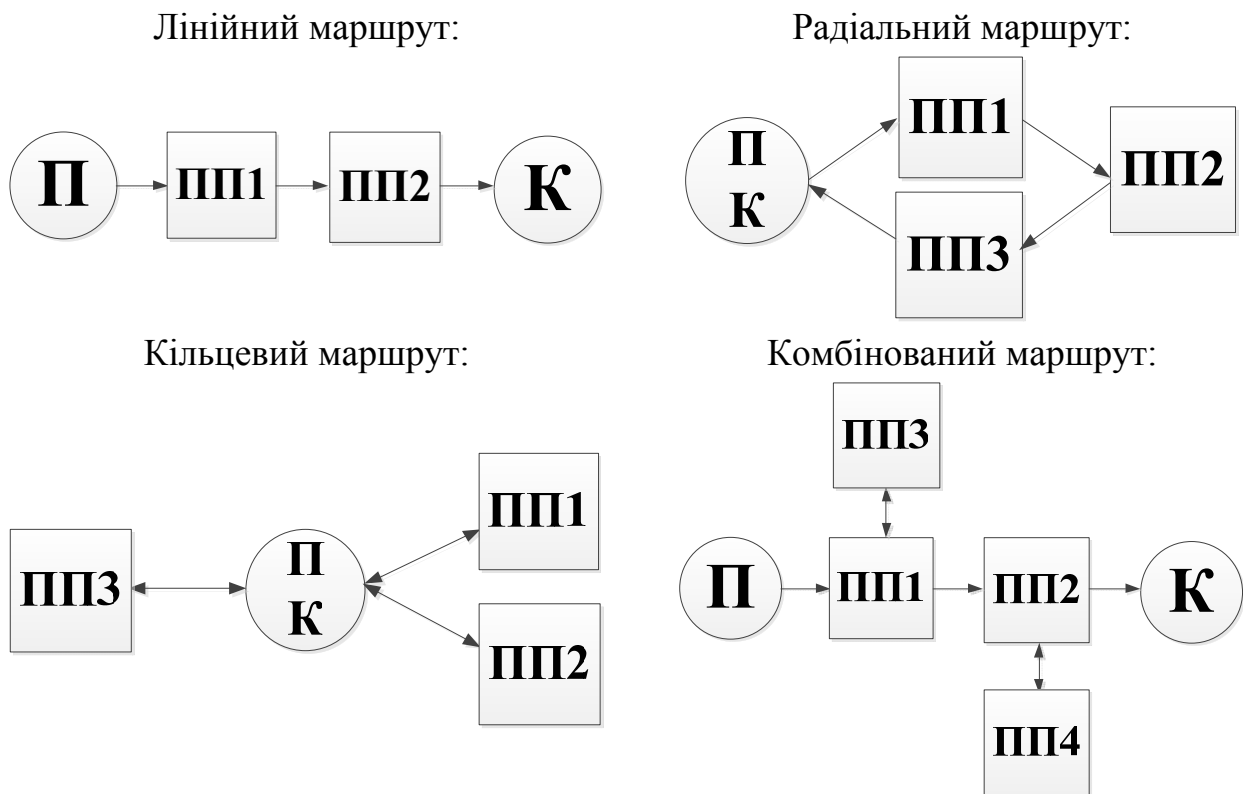 Лінійний маршрут:
П
ПП1
ПП2
К
Радіальний маршрут:
П
К
ПП1
ПП2
ПП3
Кільцевий маршрут:
ПП3
П
К
ПП1
ПП2
Комбінований маршрут:
ПП3
П
ПП1
ПП2
К
ПП4